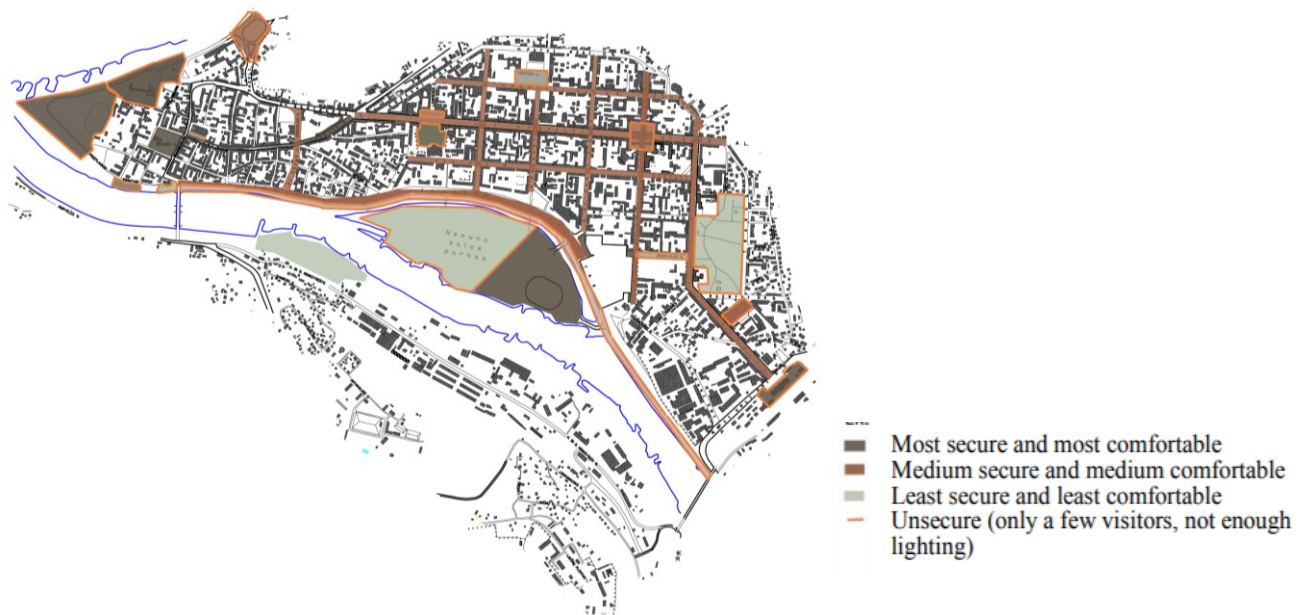 N e m u n o
s a l o s
p a r k a s
Most secure and most comfortable
Medium secure and medium comfortable
Least secure and least comfortable
Unsecure (only a few visitors, not enough
lighting)